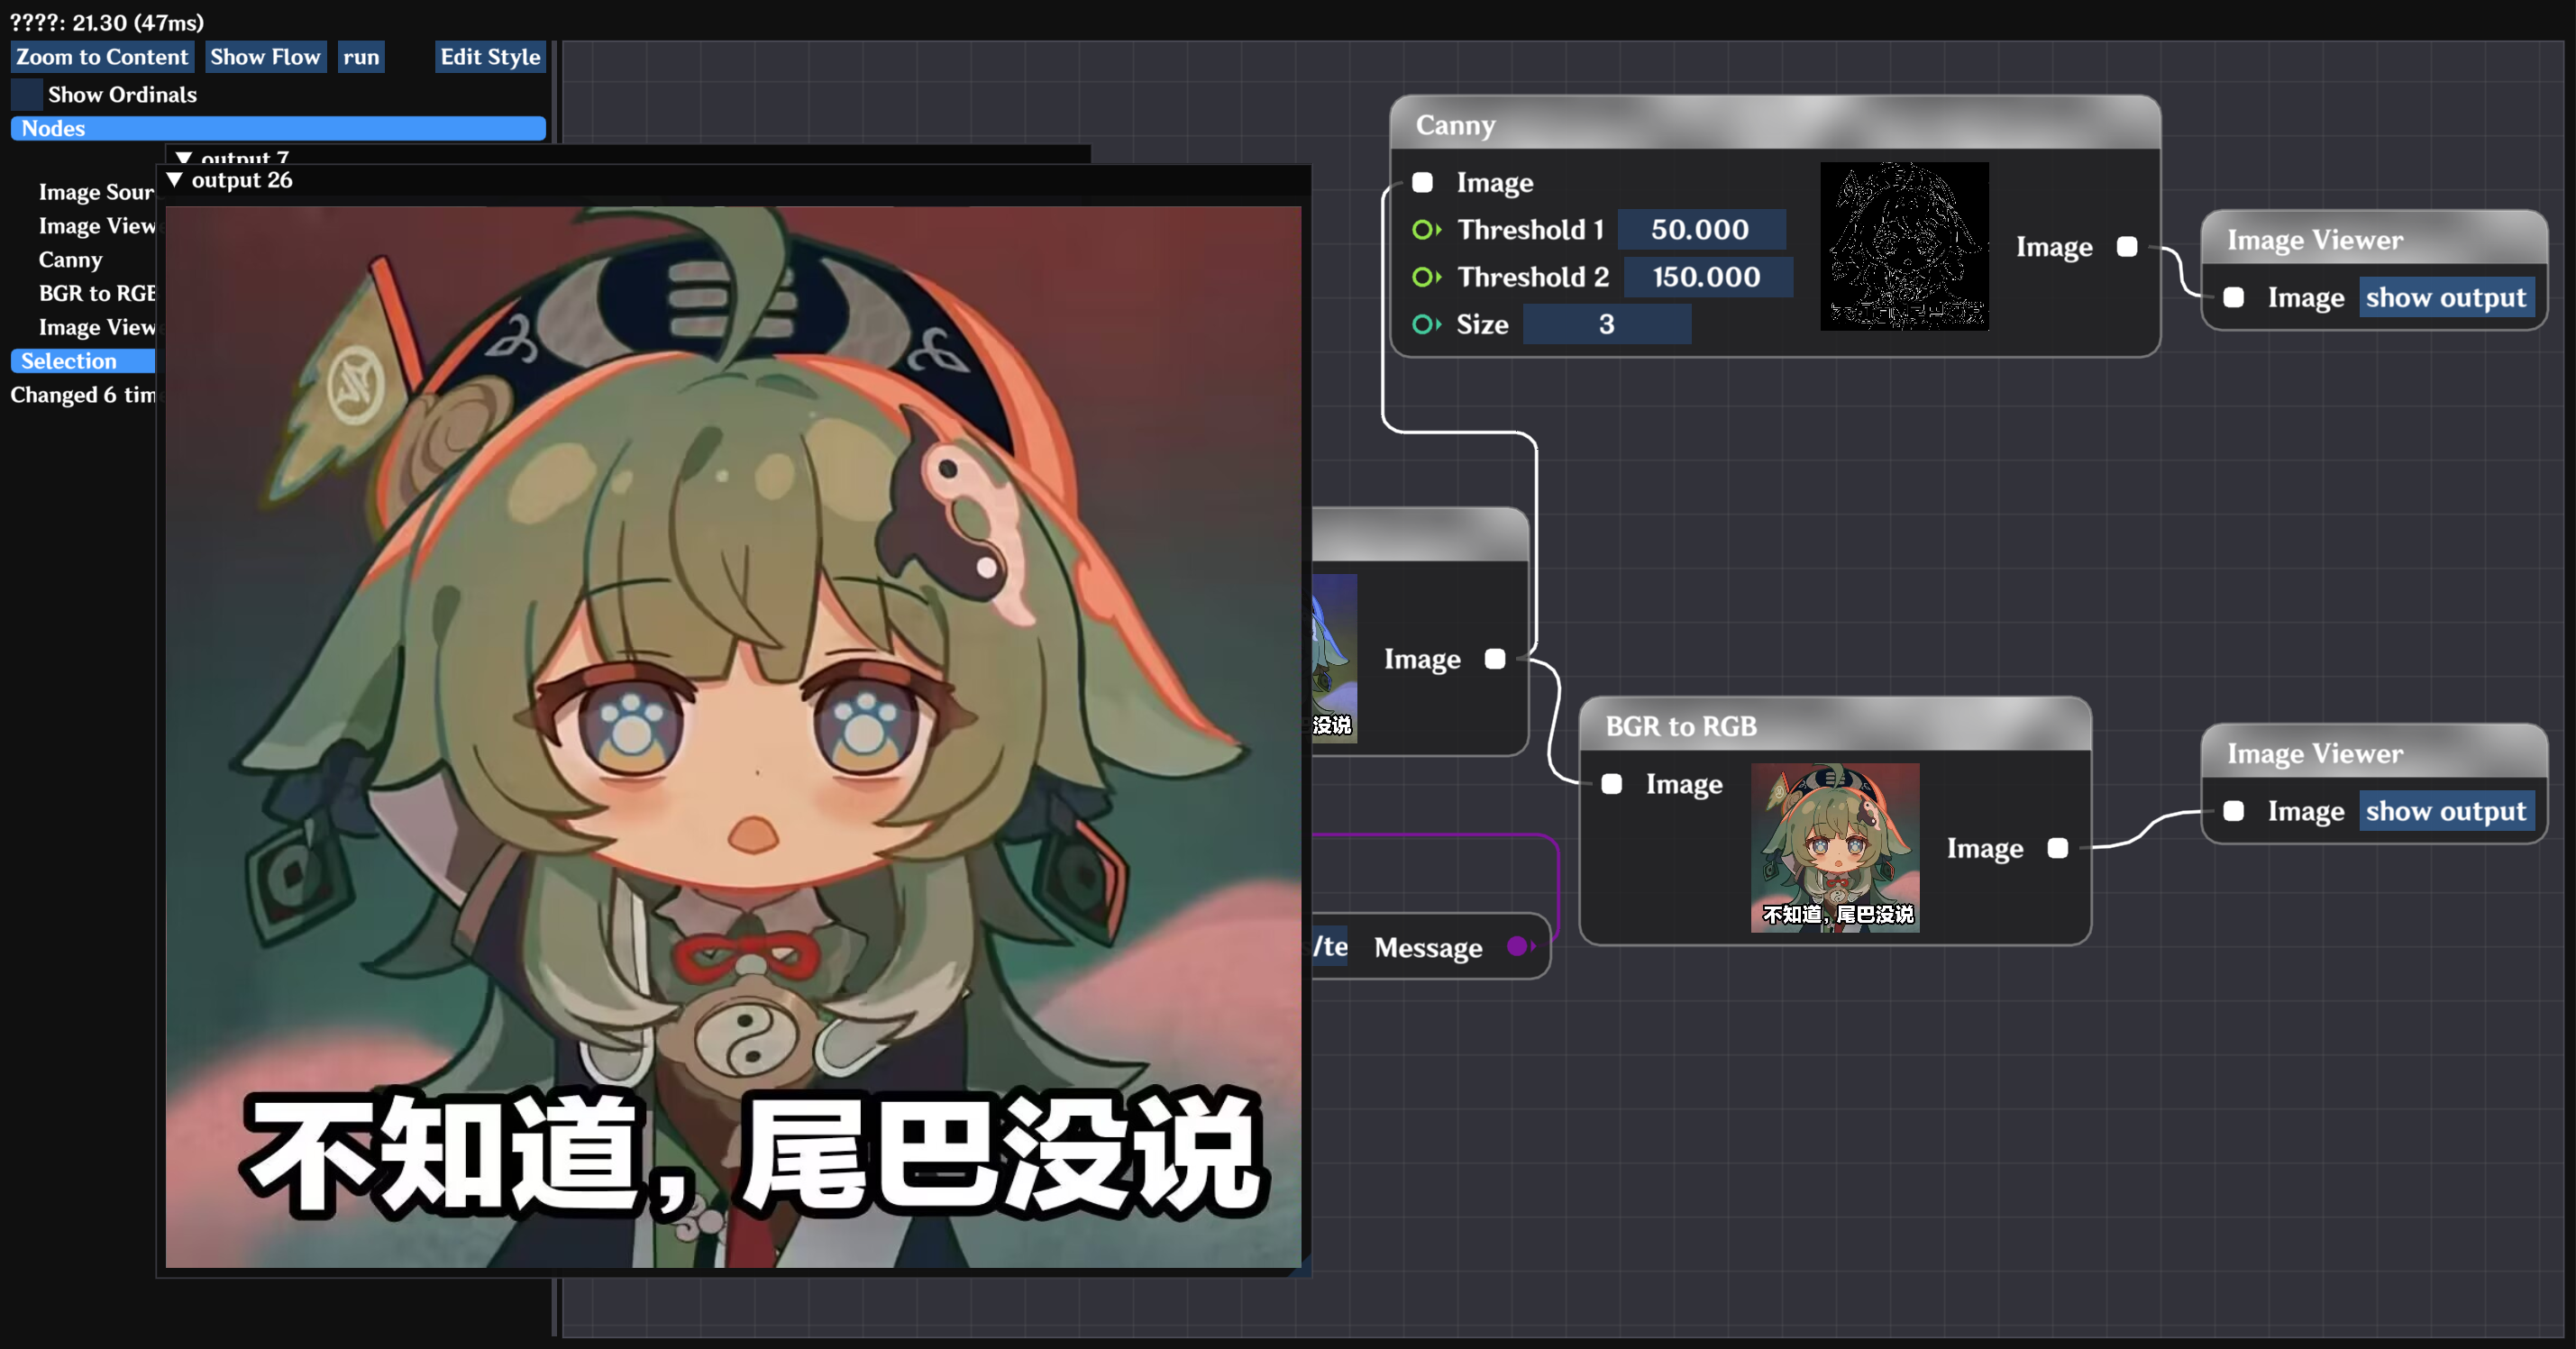 ????: 21.30 (47ms)
Zoom to Content Show Flow run Edit Style
Show Ordinals
Nodes
Image Sour
Image View
Canny
BGR to RGB
Image View
Selection
Changed 6 tim
output 7
output 26
不知道，尾巴没说
Canny
Image
Threshold 1 50.000
Threshold 2 150.000
Size 3
Image
Image Viewer
Image show output
没说
Image
/te Message
BGR to RGB
Image
不知道，尾巴没说
Image
Image Viewer
Image show output